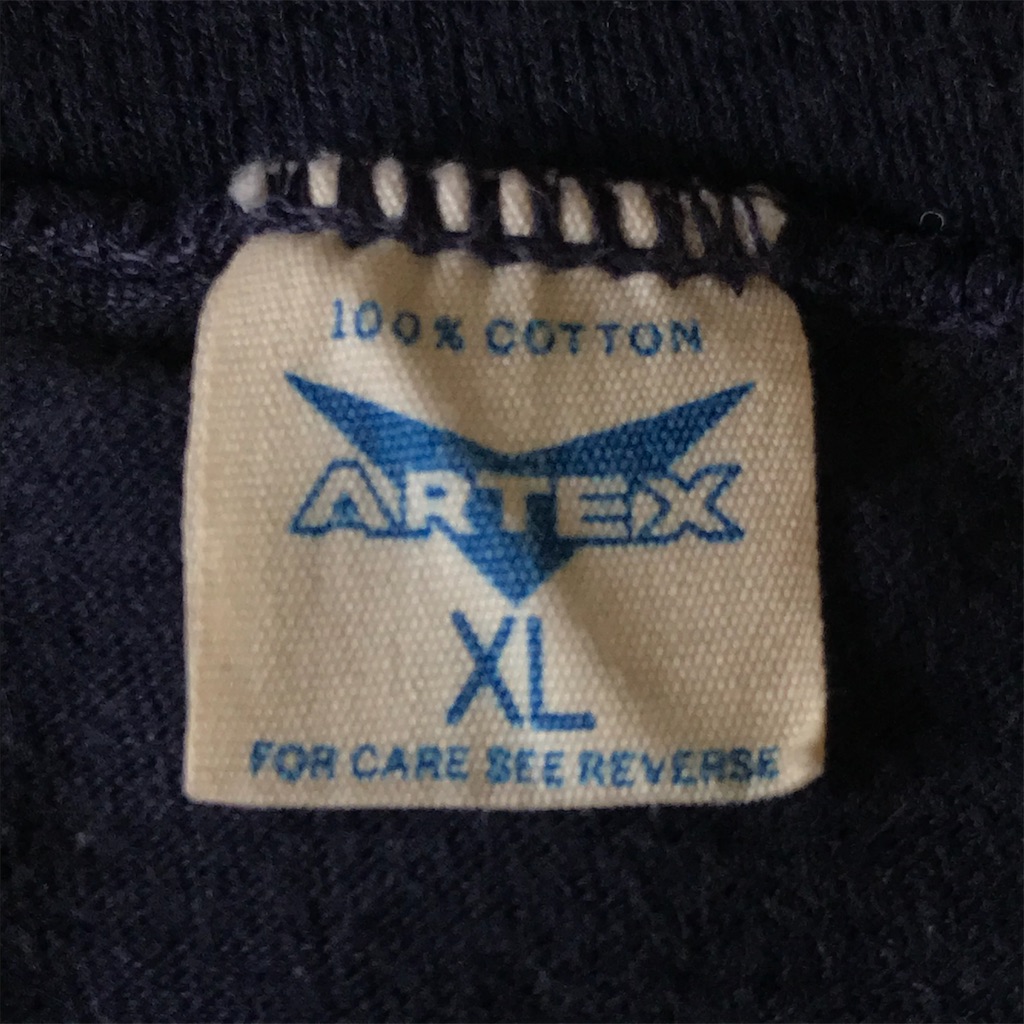 100% COTTON
ARTEX
XL
FOR CARE SEE REVERSE